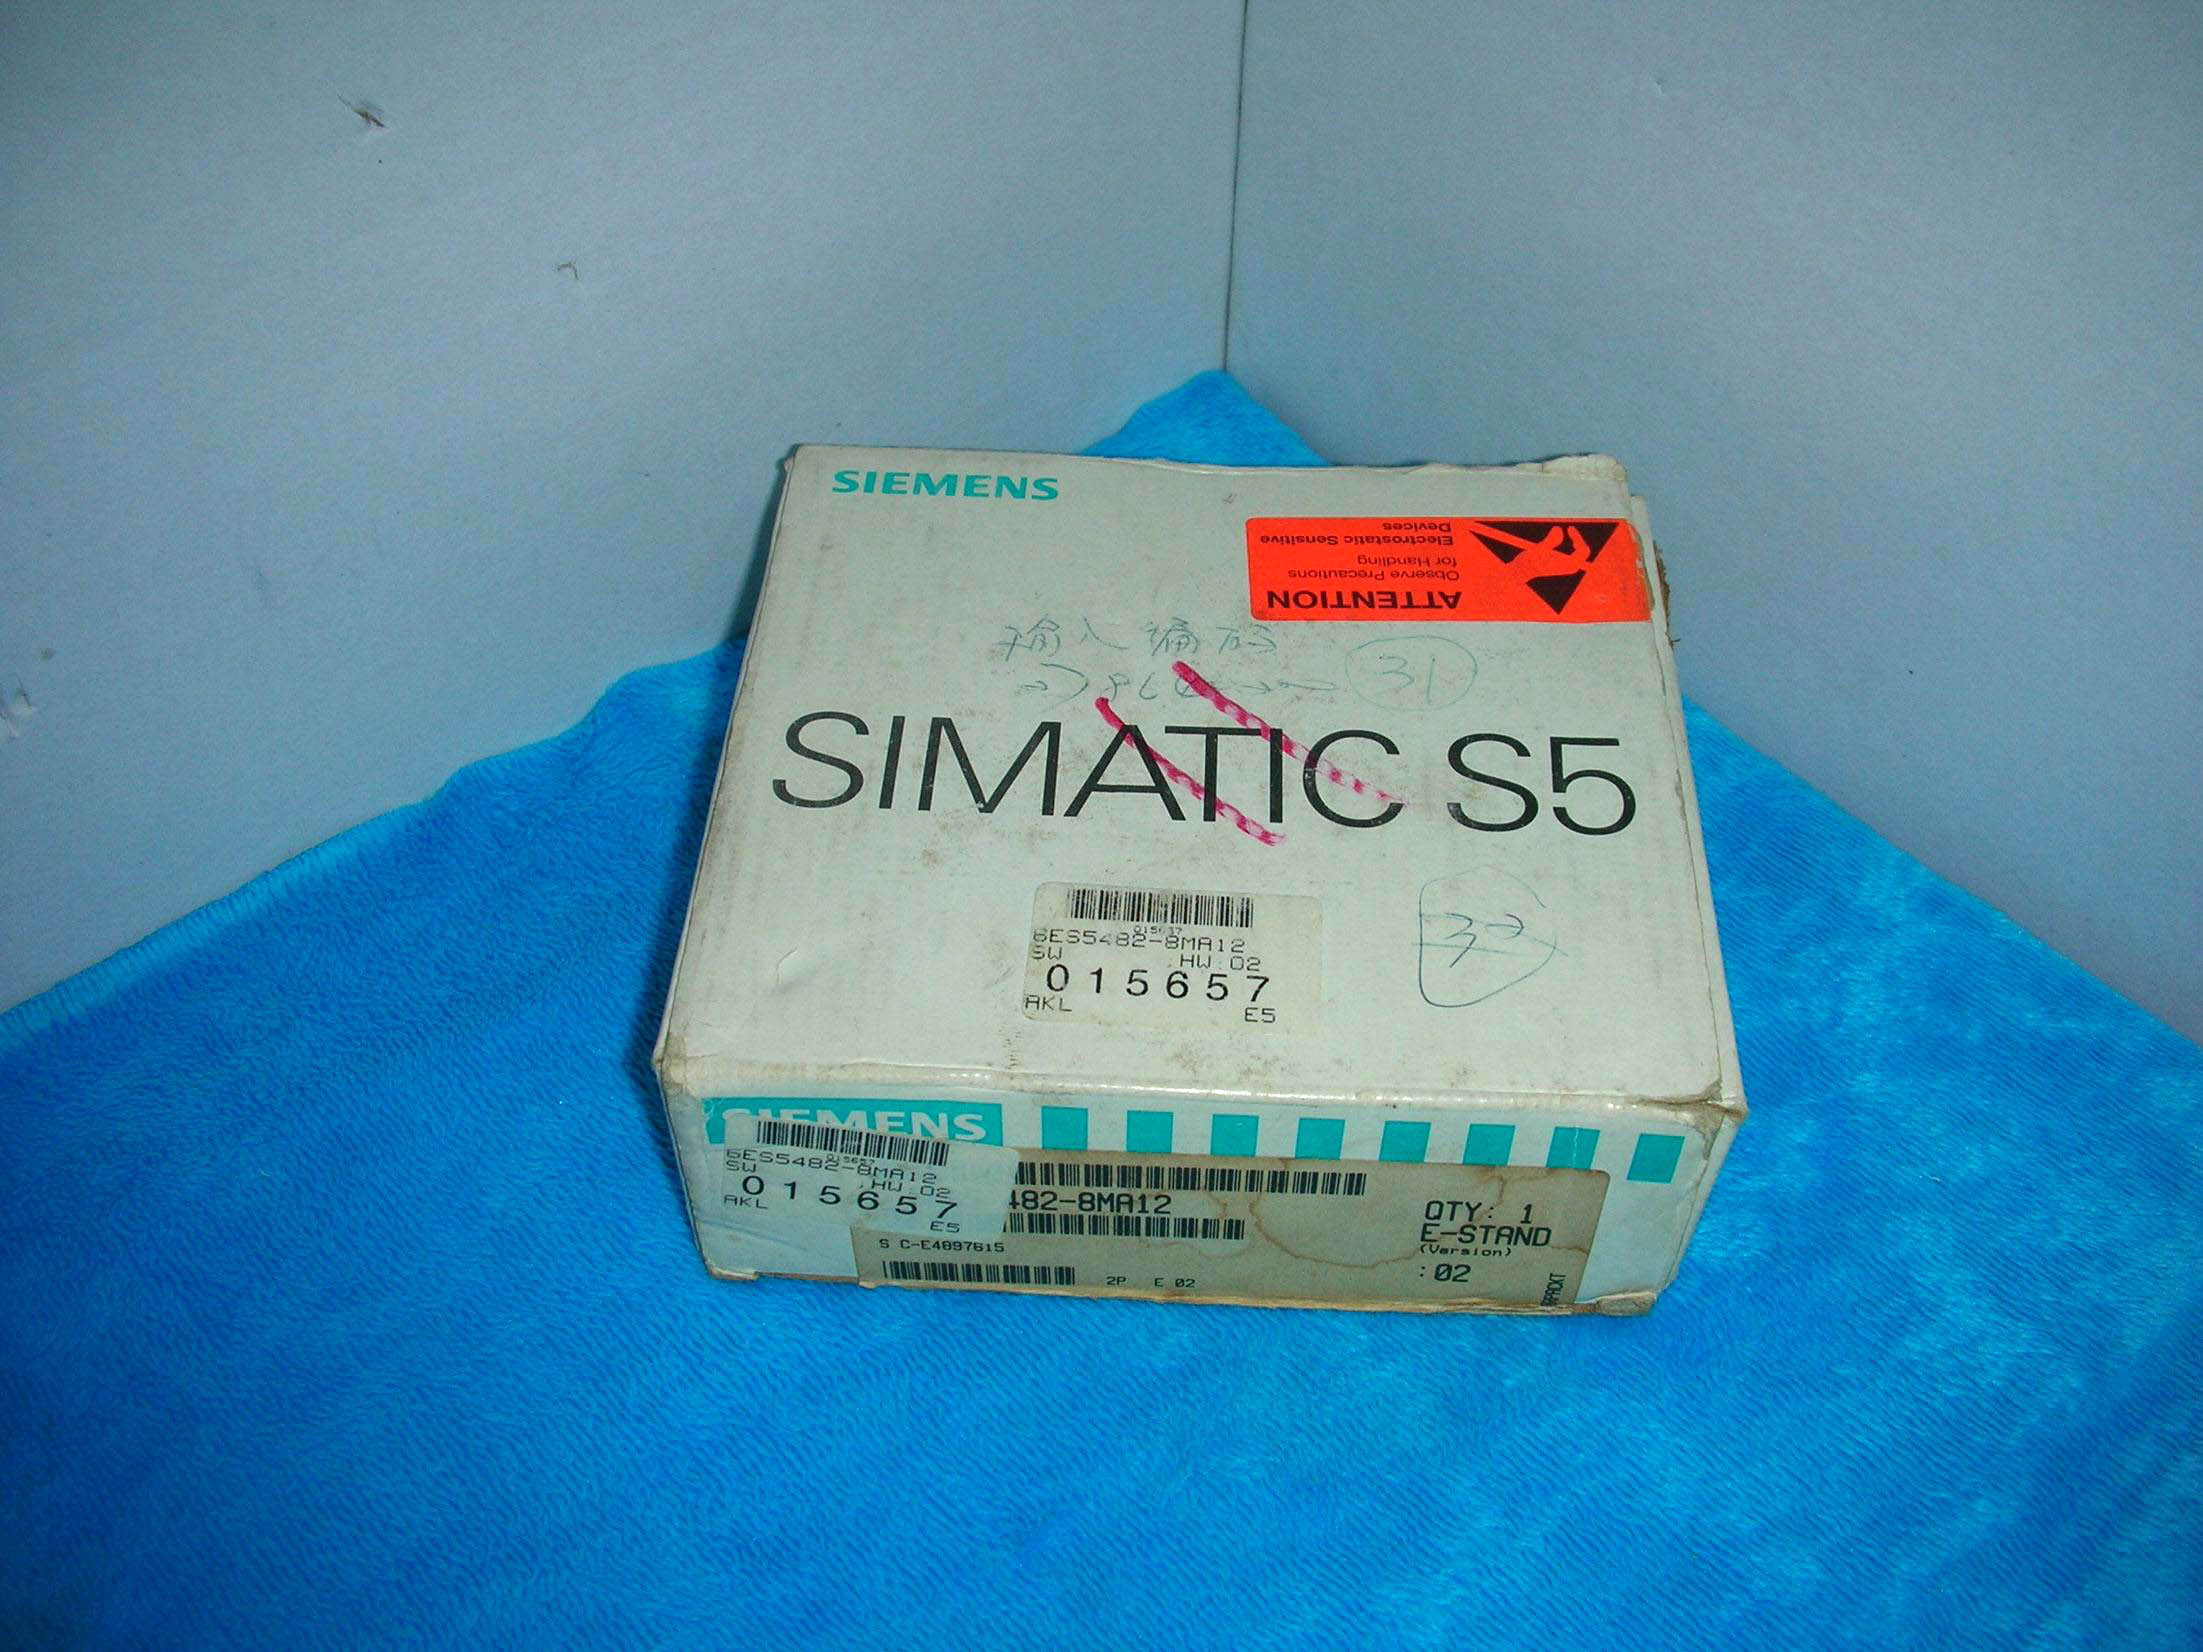 SIEMENS
ATTENTION
Observe Precautions
for Handling
Electrostatic Sensitive
Devices
输入编码
31
SIMATIC S5
6ES5482-8MA12
SW HW:02
015657
AKL E5
SIEMENS
015657
6ES5482-8MA12
SW HW:02
015657
AKL E5
482-8MA12
S C-E4897615
2P E 02
QTY: 1
E-STAND
(Version)
:02